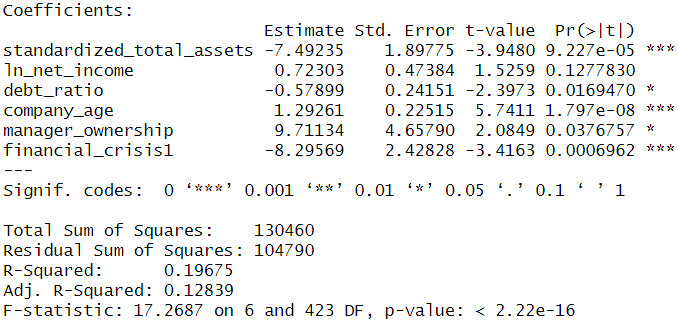 Coefficients:
                          Estimate Std. Error t-value  Pr(>|t|)
standardized_total_assets -7.49235    1.89775 -3.9480 9.227e-05 ***
ln_net_income              0.72303    0.47384  1.5259 0.1277830
debt_ratio                -0.57899    0.24151 -2.3973 0.0169470 *
company_age                1.29261    0.22515  5.7411 1.797e-08 ***
manager_ownership          9.71134    4.65790  2.0849 0.0376757 *
financial_crisis1         -8.29569    2.42828 -3.4163 0.0006962 ***
---
Signif. codes:  0 ‘***’ 0.001 ‘**’ 0.01 ‘*’ 0.05 ‘.’ 0.1 ‘ ’ 1

Total Sum of Squares:    130460
Residual Sum of Squares: 104790
R-Squared:      0.19675
Adj. R-Squared: 0.12839
F-statistic: 17.2687 on 6 and 423 DF, p-value: < 2.22e-16